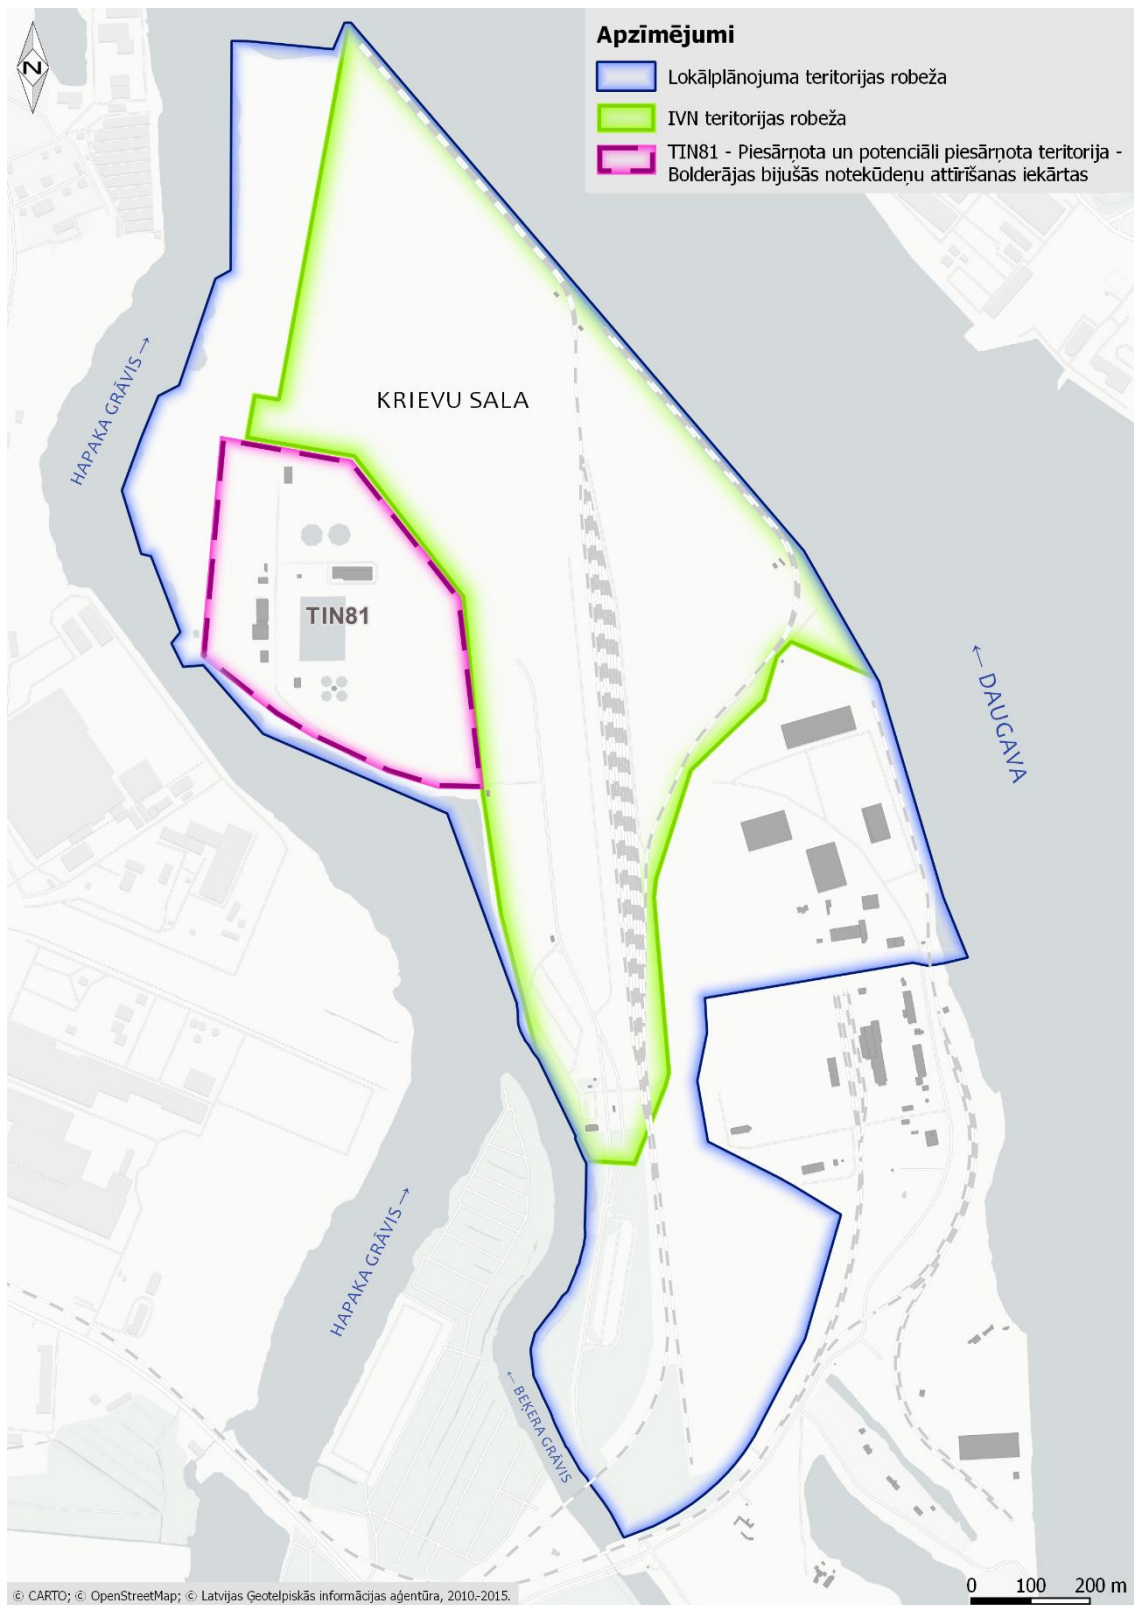 Apzīmējumi
Lokālplānojuma teritorijas robeža
IVN teritorijas robeža
TIN81 - Piesārņota un potenciāli piesārņota teritorija -
Bolderājas bijušās notekūdeņu attīrīšanas iekārtas
N
HAPAKA GRĀVIS →
KRIEVU SALA
TIN81
← DAUGAVA
HAPAKA GRĀVIS →
← BEĶERA GRĀVIS
0 100 200 m
© CARTO; © OpenStreetMap; © Latvijas Ģeotelpiskās informācijas aģentūra, 2010.-2015.